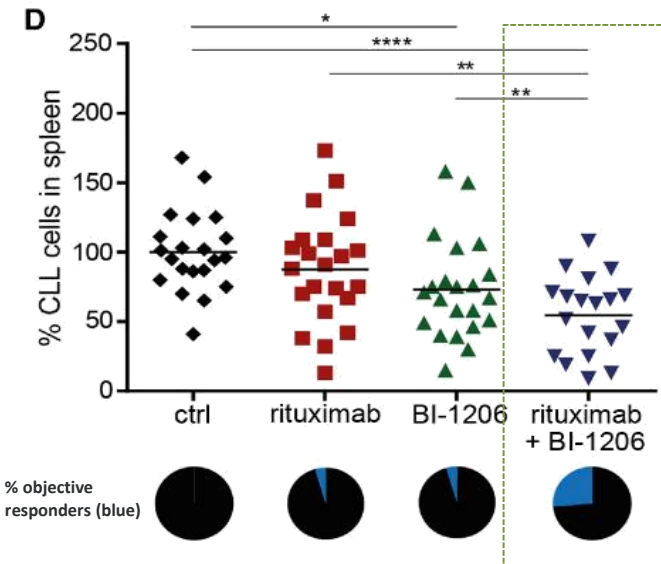 D
*
****
**
**
250
200
150
100
50
0
% CLL cells in spleen
ctrl
rituximab
BI-1206
rituximab
+ BI-1206
% objective
responders (blue)